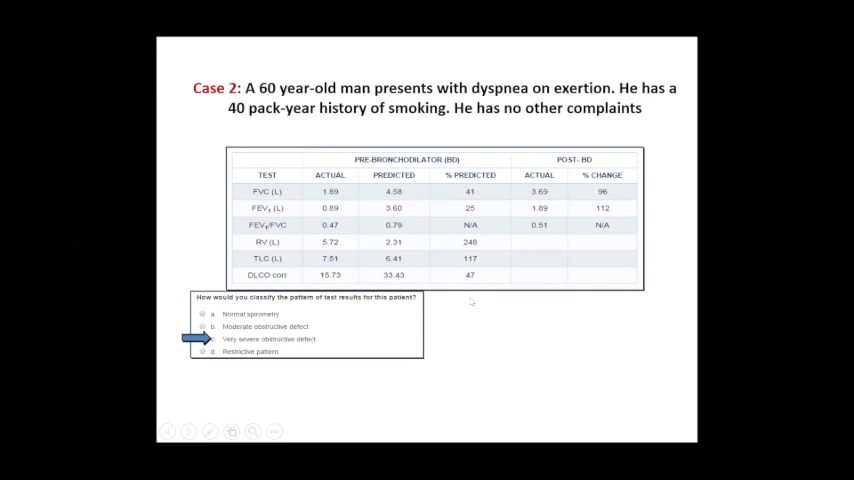 Case 2: A 60 year-old man presents with dyspnea on exertion. He has a
40 pack-year history of smoking. He has no other complaints
PRE-BRONCHODILATOR (BD) POST- BD
TEST ACTUAL PREDICTED % PREDICTED ACTUAL % CHANGE
FVC (L) 1.89 4.58 41 3.69 96
FEV1 (L) 0.89 3.60 25 1.89 112
FEV1/FVC 0.47 0.79 N/A 0.51 N/A
RV (L) 5.72 2.31 248
TLC (L) 7.51 6.41 117
DLCO corr 15.73 33.43 47
How would you classify the pattern of test results for this patient?
a. Normal spirometry
b. Moderate obstructive defect
c. Very severe obstructive defect
d. Restrictive pattern